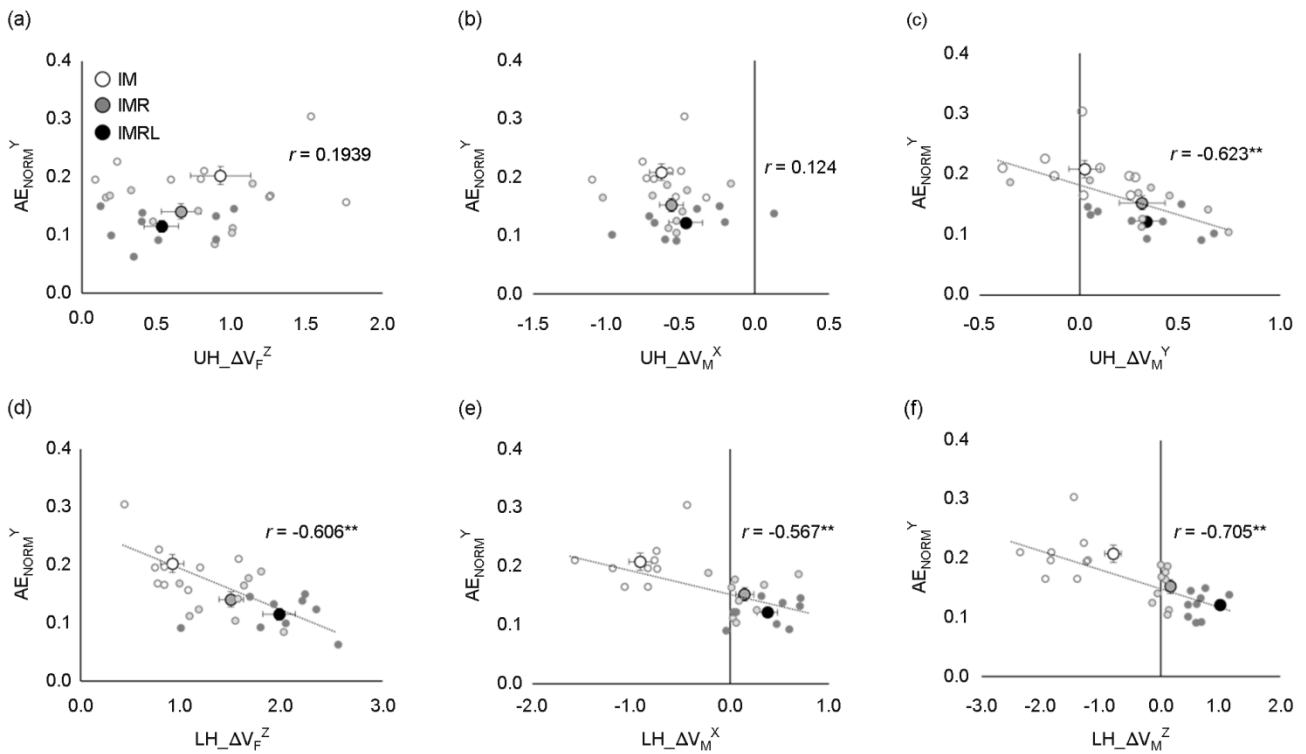 (a)
0.4
0.3
0.2
0.1
0.0
AE_NORM^Y
IM
IMR
IMRL
r = 0.1939
0.0 0.5 1.0 1.5 2.0
UH_ΔV_F^Z
(b)
0.4
0.3
0.2
0.1
0.0
AE_NORM^Y
r = 0.124
-1.5 -1.0 -0.5 0.0 0.5
UH_ΔV_M^X
(c)
0.4
0.3
0.2
0.1
0.0
AE_NORM^Y
r = -0.623**
-0.5 0.0 0.5 1.0
UH_ΔV_M^Y
(d)
0.4
0.3
0.2
0.1
0.0
AE_NORM^Y
r = -0.606**
0.0 1.0 2.0 3.0
LH_ΔV_F^Z
(e)
0.4
0.3
0.2
0.1
0.0
AE_NORM^Y
r = -0.567**
-2.0 -1.0 0.0 1.0
LH_ΔV_M^X
(f)
0.4
0.3
0.2
0.1
0.0
AE_NORM^Y
r = -0.705**
-3.0 -2.0 -1.0 0.0 1.0 2.0
LH_ΔV_M^Z